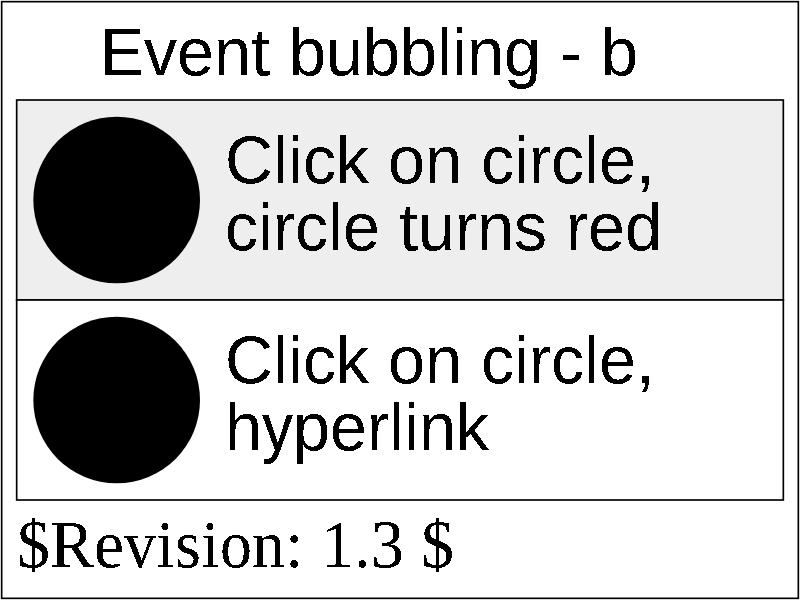 Event bubbling - b
Click on circle,
circle turns red
Click on circle,
hyperlink
$Revision: 1.3 $